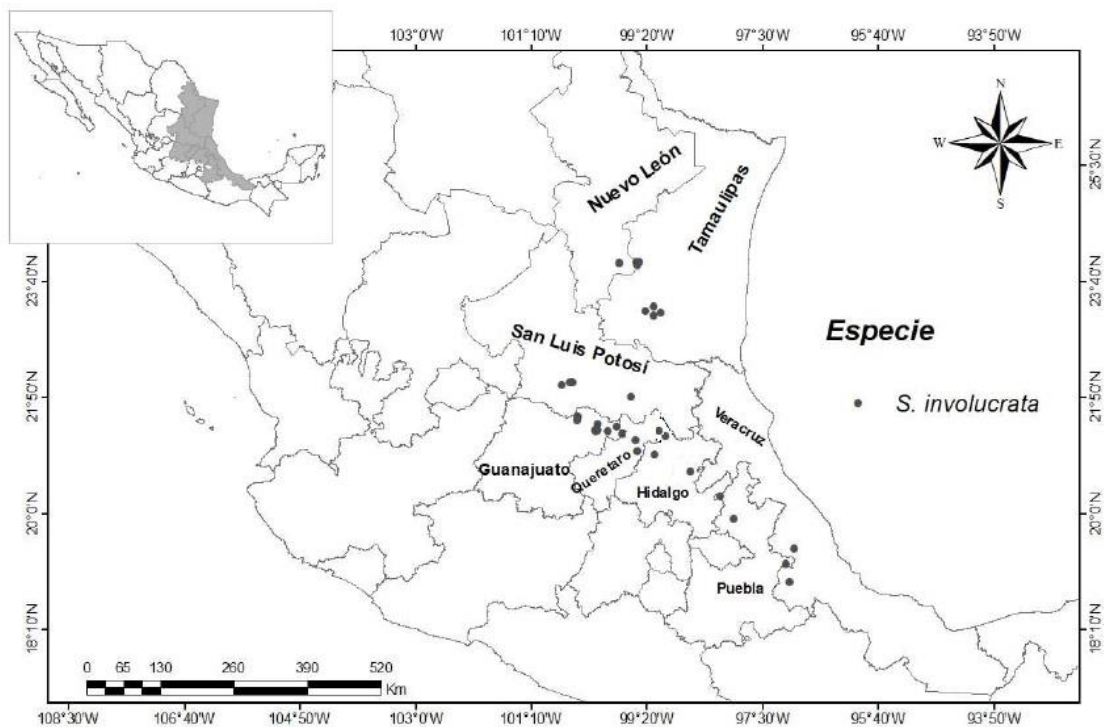 103°0'W 101°10'W 99°20'W 97°30'W 95°40'W 93°50'W
N
W E
S
25°30'N
Nuevo León
Tamaulipas
23°40'N 23°40'N
San Luis Potosí
Especie
21°50'N 21°50'N
S. involucrata
Veracruz
Guanajuato
Queretaro
Hidalgo
20°0'N 20°0'N
Puebla
18°10'N 18°10'N
0 65 130 260 390 520
Km
108°30'W 106°40'W 104°50'W 103°0'W 101°10'W 99°20'W 97°30'W 95°40'W 93°50'W